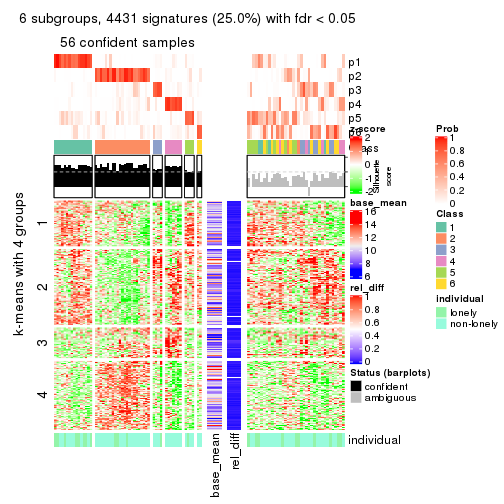 6 subgroups, 4431 signatures (25.0%) with fdr < 0.05
56 confident samples
p1
p2
p3
p4
p5
p6
Silhouette
score
z-score
2
1
0
-1
-2
k-means with 4 groups
1
2
3
4
base_mean
16
14
12
10
8
6
rel_diff
1
0.8
0.6
0.4
0.2
0
Status (barplots)
confident
ambiguous
Prob
1
0.8
0.6
0.4
0.2
0
Class
1
2
3
4
5
6
individual
lonely
non-lonely
individual
base_mean
rel_diff